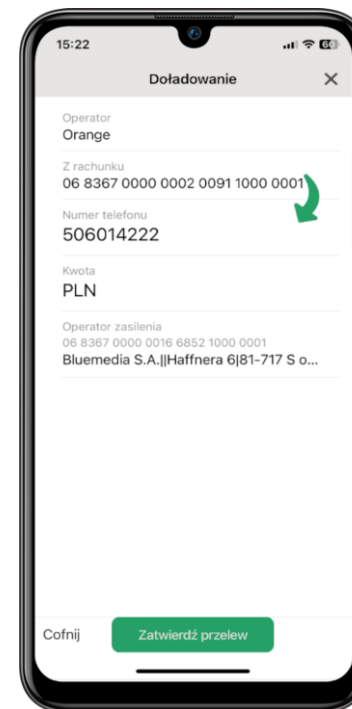 15:22
60
Doładowanie
Operator
Orange
Z rachunku
06 8367 0000 0002 0091 1000 0001
Numer telefonu
506014222
Kwota
PLN
Operator zasilenia
06 8367 0000 0016 6852 1000 0001
Bluemedia S.A.||Haffnera 6|81-717 S o...
Cofnij
Zatwierdź przelew